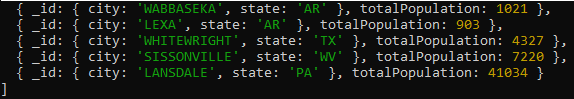 { _id: { city: 'WABBASEKA', state: 'AR' }, totalPopulation: 1021 },
{ _id: { city: 'LEXA', state: 'AR' }, totalPopulation: 903 },
{ _id: { city: 'WHITEWRIGHT', state: 'TX' }, totalPopulation: 4327 },
{ _id: { city: 'SISSONVILLE', state: 'WV' }, totalPopulation: 7220 },
{ _id: { city: 'LANSDALE', state: 'PA' }, totalPopulation: 41034 }
]